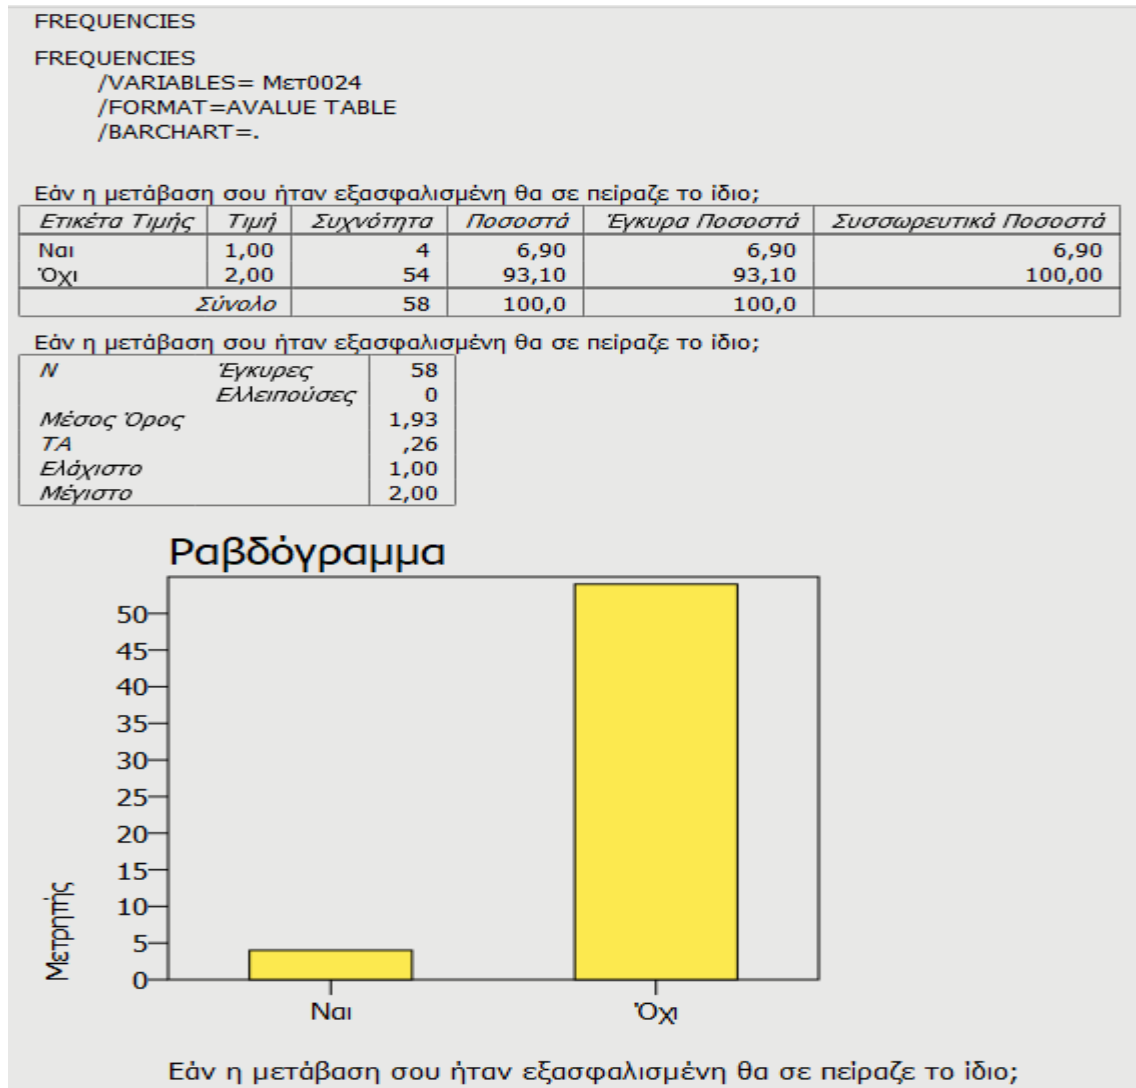 FREQUENCIES
FREQUENCIES
/VARIABLES= Μετ0024
/FORMAT=AVALUE TABLE
/BARCHART=.
Εάν η μετάβαση σου ήταν εξασφαλισμένη θα σε πείραζε το ίδιο;
Ετικέτα Τιμής Τιμή Συχνότητα Ποσοστά Έγκυρα Ποσοστά Συσσωρευτικά Ποσοστά
Ναι 1,00 4 6,90 6,90 6,90
Όχι 2,00 54 93,10 93,10 100,00
Σύνολο 58 100,0 100,0
Εάν η μετάβαση σου ήταν εξασφαλισμένη θα σε πείραζε το ίδιο;
N Έγκυρες 58
Ελλειπούσες 0
Μέσος Όρος 1,93
ΤΑ ,26
Ελάχιστο 1,00
Μέγιστο 2,00
Ραβδόγραμμα
50
45
40
35
30
25
20
15
10
5
0
Μετρητής
Ναι Όχι
Εάν η μετάβαση σου ήταν εξασφαλισμένη θα σε πείραζε το ίδιο;